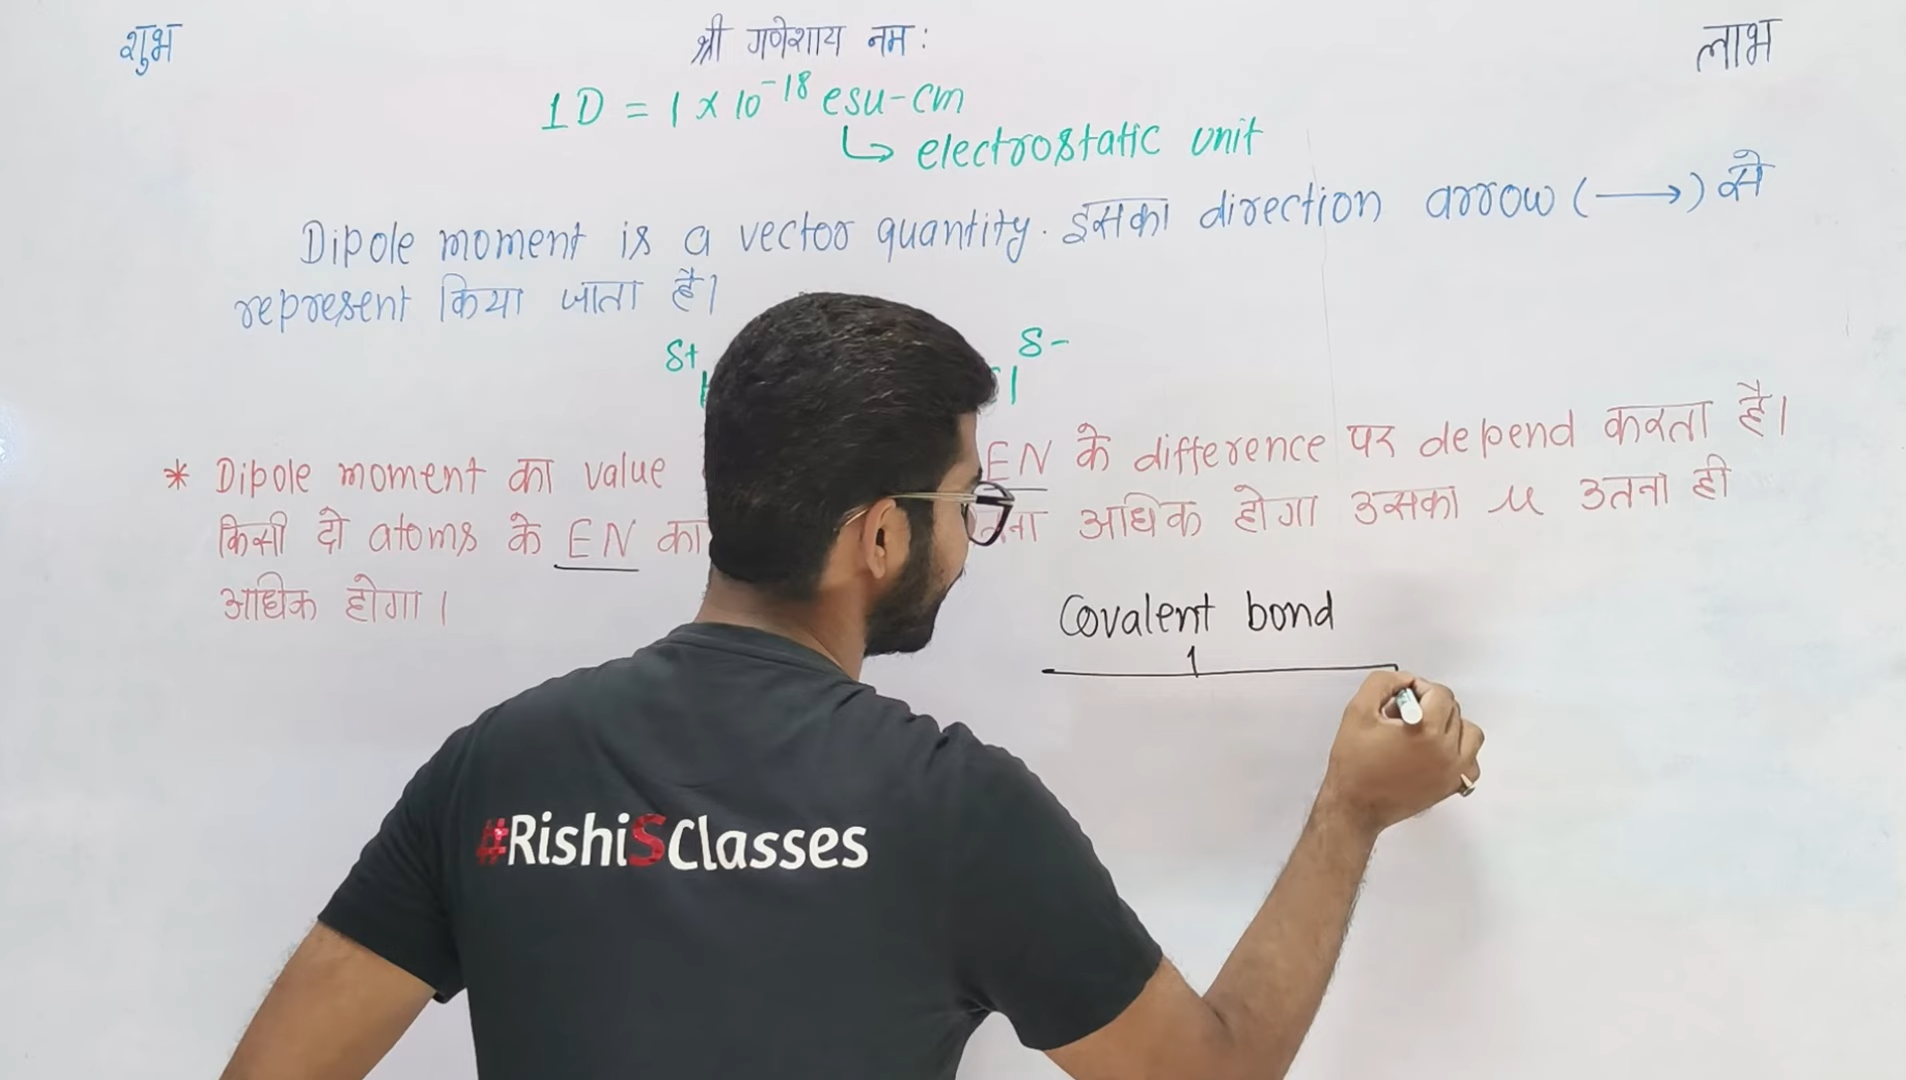 शुभ श्री गणेशाय नम: लाभ
1D = 1 × 10⁻¹⁸ esu-cm
↳ electrostatic unit
Dipole moment is a vector quantity. इसका direction arrow (⟶) से
represent किया जाता है।
δ+ δ-
* Dipole moment का value EN के difference पर depend करता है।
किसी दो atoms के EN का अधिक होगा उसका μ उतना ही
अधिक होगा।
Covalent bond
#RishiSClasses